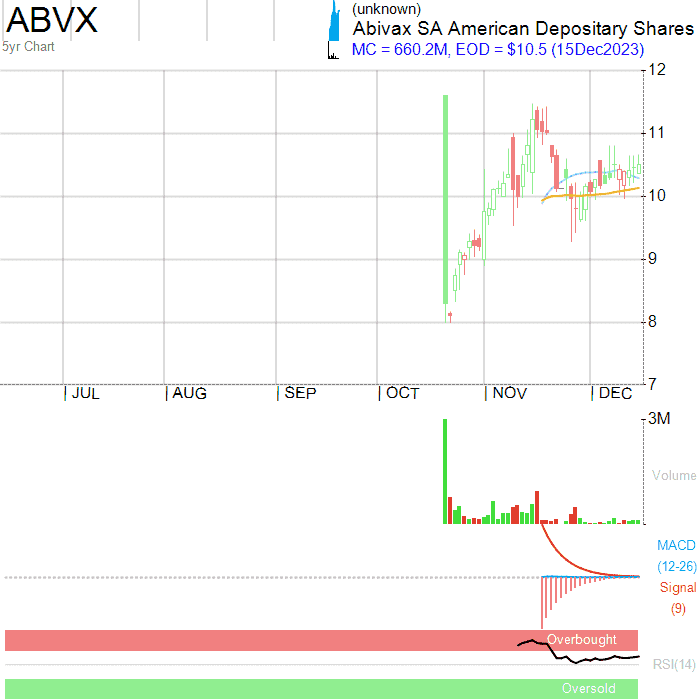 ABVX
5yr Chart
(unknown)
Abivax SA American Depositary Shares
MC = 660.2M, EOD = $10.5 (15Dec2023)
12
11
10
9
8
7
JUL AUG SEP OCT NOV DEC
3M
Volume
MACD
(12-26)
Signal
(9)
Overbought
RSI(14)
Oversold